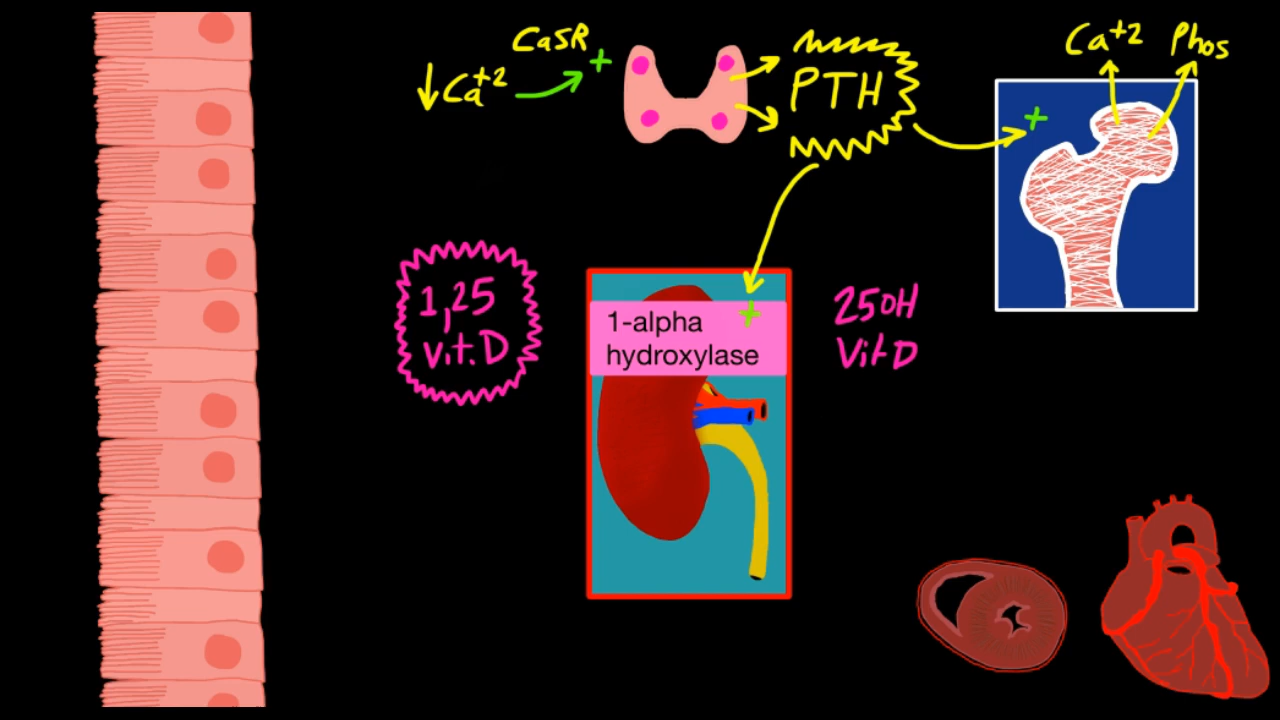 CaSR
+
↓Ca+2
PTH
+
Ca+2 Phos
1,25
vit. D
+
1-alpha
hydroxylase
25OH
Vit D